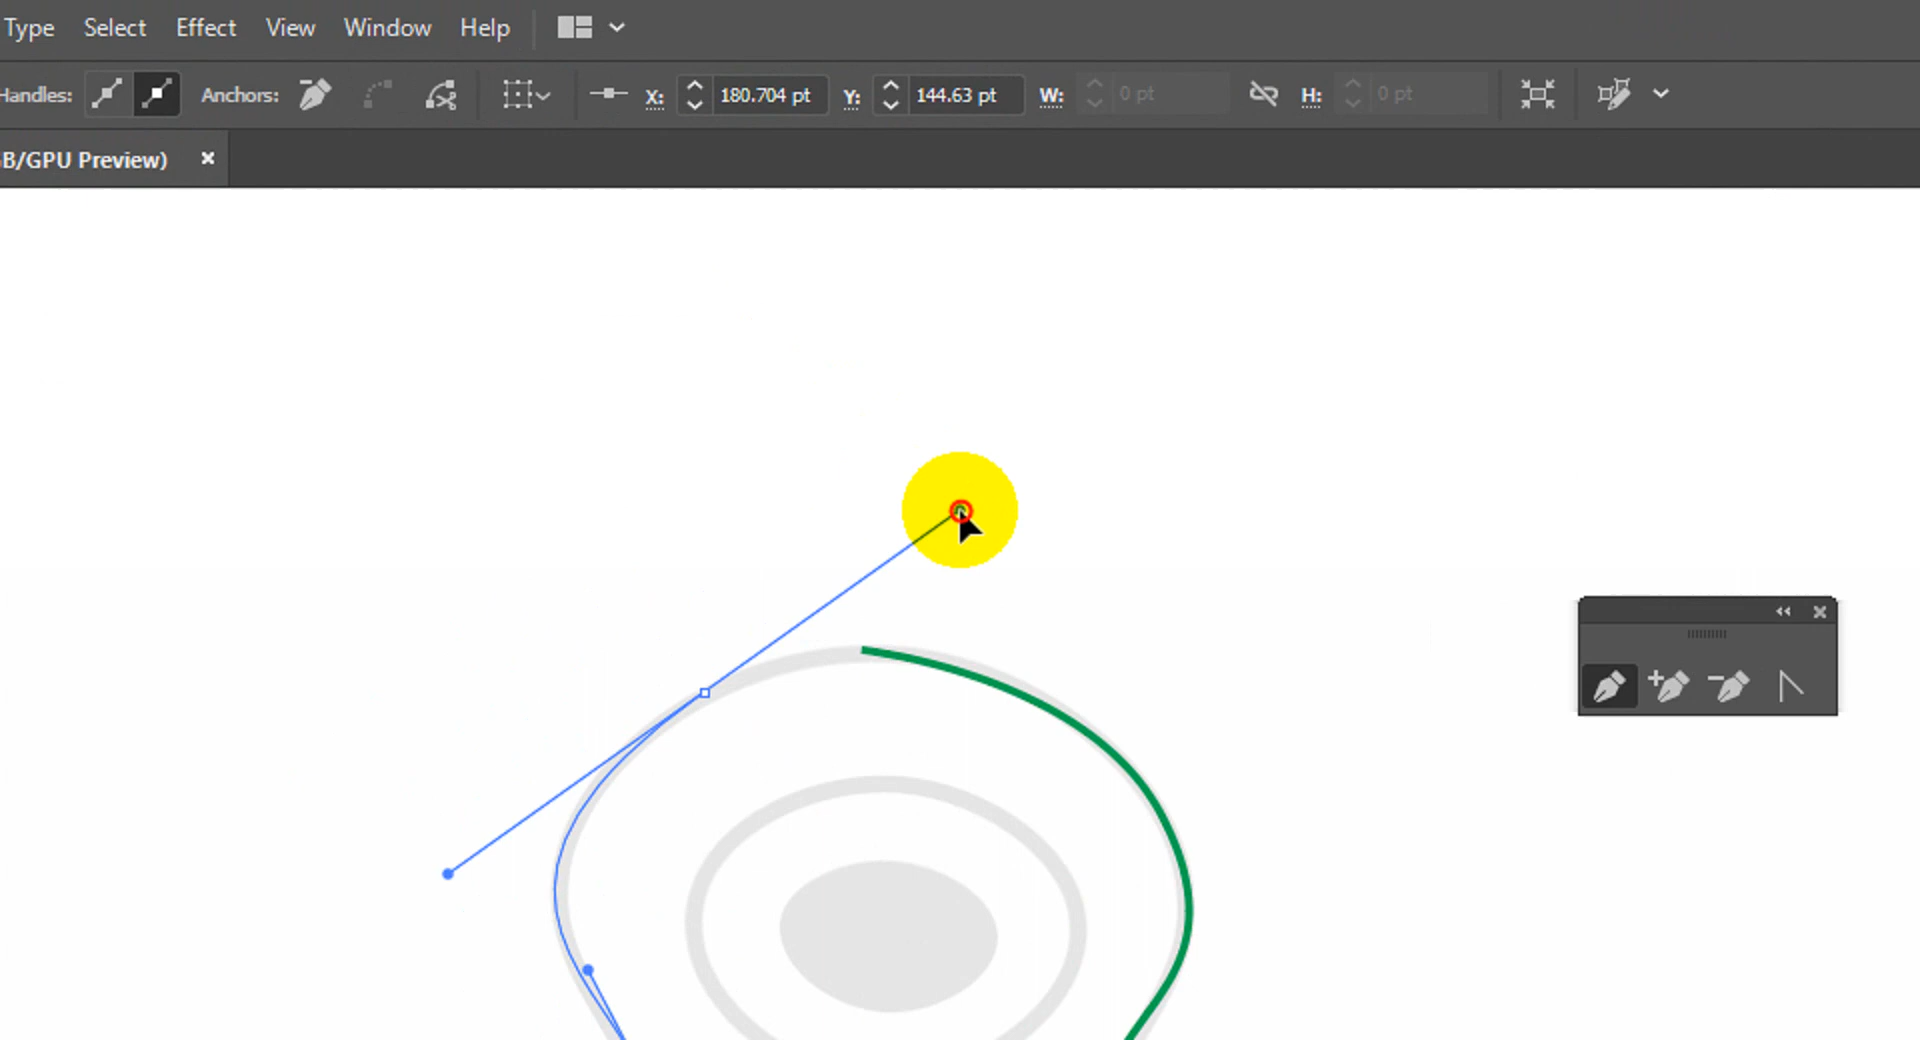 Type Select Effect View Window Help
Handles: Anchors: X: 180.704 pt Y: 144.63 pt W: 0 pt H: 0 pt
B/GPU Preview) ×